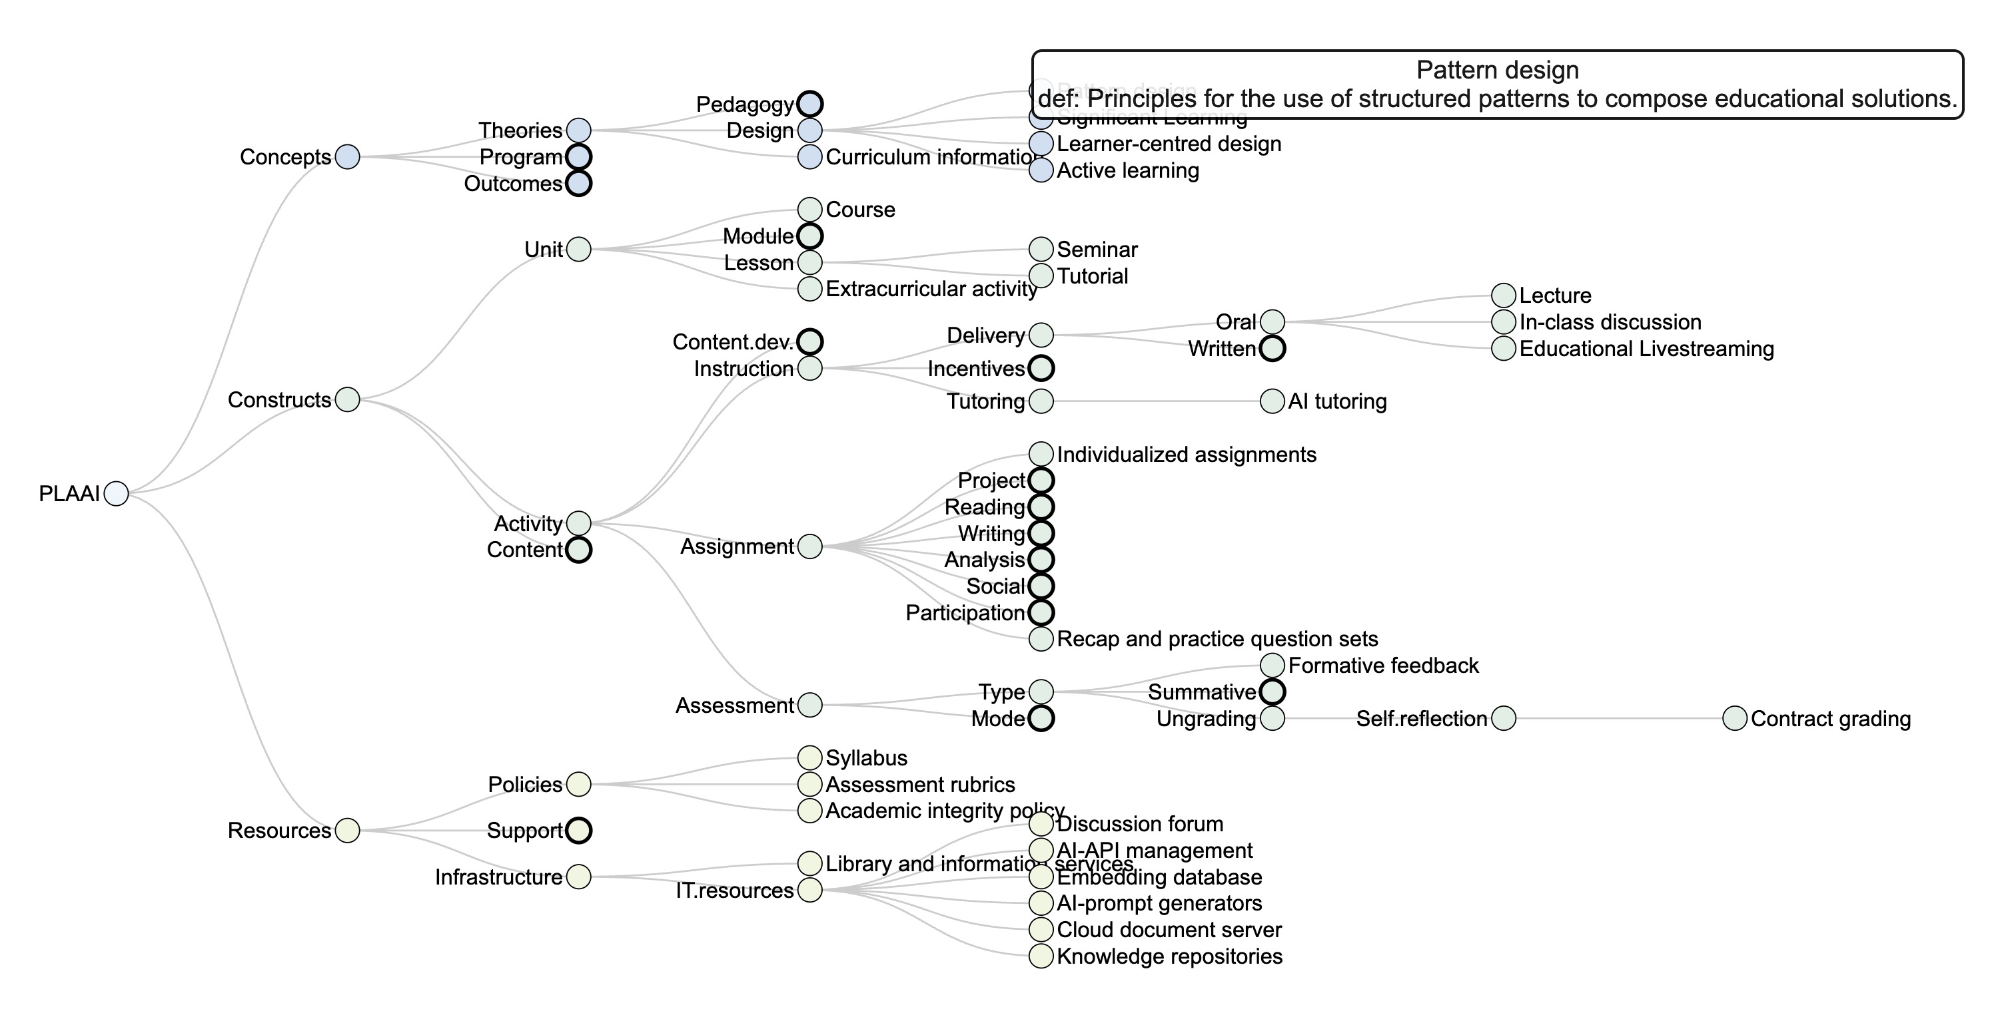 Pattern design
def: Principles for the use of structured patterns to compose educational solutions.
Pattern design
Significant Learning
Learner-centred design
Active learning
Pedagogy
Design
Curriculum information
Theories
Program
Outcomes
Concepts
Course
Module
Lesson
Extracurricular activity
Seminar
Tutorial
Unit
Lecture
In-class discussion
Educational Livestreaming
Oral
Written
Delivery
Incentives
Tutoring
AI tutoring
Content.dev.
Instruction
Constructs
PLAAI
Individualized assignments
Project
Reading
Writing
Analysis
Social
Participation
Recap and practice question sets
Activity
Content
Assignment
Formative feedback
Summative
Ungrading
Self.reflection
Contract grading
Type
Mode
Assessment
Syllabus
Assessment rubrics
Academic integrity policy
Policies
Support
Infrastructure
Resources
Library and information services
IT.resources
Discussion forum
AI-API management
Embedding database
AI-prompt generators
Cloud document server
Knowledge repositories